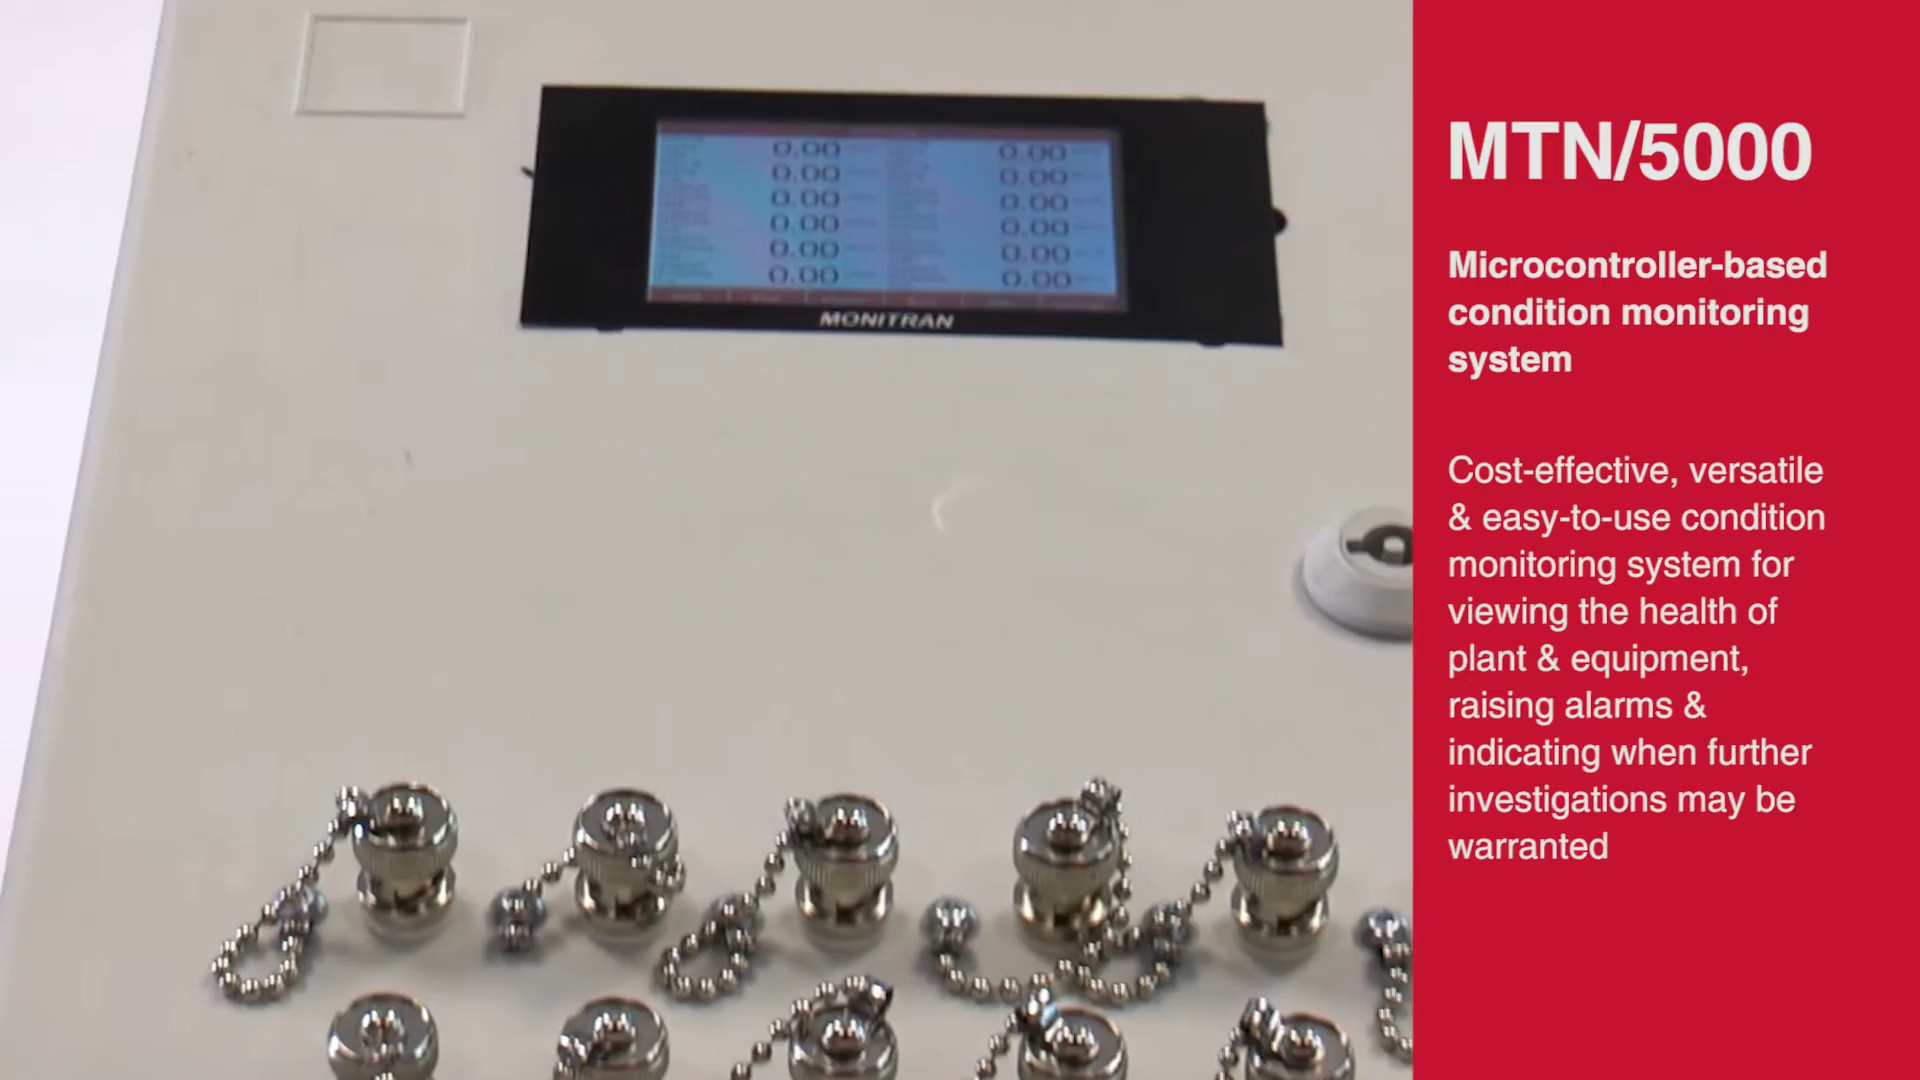 0.00 0.00
0.00 0.00
0.00 0.00
0.00 0.00
0.00 0.00
0.00 0.00
MONITRAN
MTN/5000
Microcontroller-based
condition monitoring
system
Cost-effective, versatile
& easy-to-use condition
monitoring system for
viewing the health of
plant & equipment,
raising alarms &
indicating when further
investigations may be
warranted